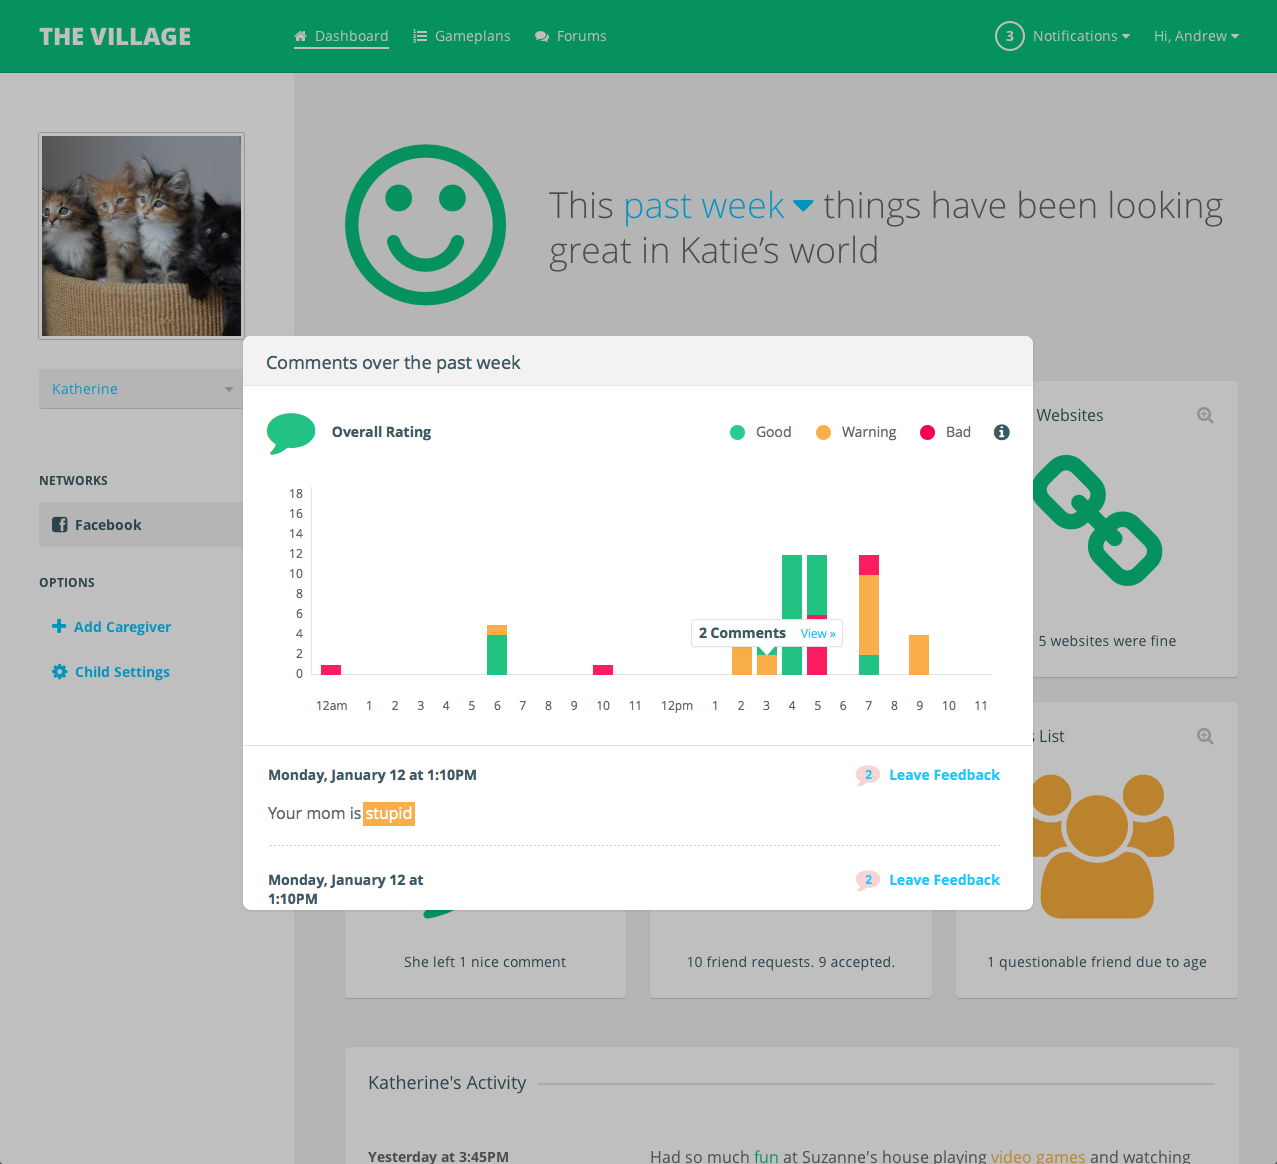 THE VILLAGE
Dashboard
Gameplans
Forums
3 Notifications
Hi, Andrew
This past week things have been looking
great in Katie’s world
Katherine
NETWORKS
Facebook
OPTIONS
Add Caregiver
Child Settings
Comments over the past week
Overall Rating
Good
Warning
Bad
18
16
14
12
10
8
6
4
2
0
2 Comments View »
12am 1 2 3 4 5 6 7 8 9 10 11 12pm 1 2 3 4 5 6 7 8 9 10 11
Monday, January 12 at 1:10PM
2 Leave Feedback
Your mom is stupid
Monday, January 12 at
1:10PM
2 Leave Feedback
Websites
5 websites were fine
List
She left 1 nice comment
10 friend requests. 9 accepted.
1 questionable friend due to age
Katherine's Activity
Yesterday at 3:45PM
Had so much fun at Suzanne's house playing video games and watching